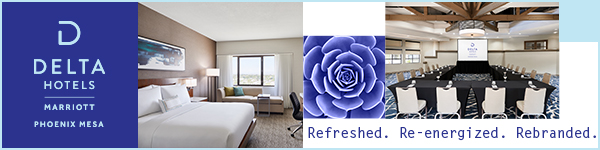 DELTA
HOTELS
MARRIOTT
PHOENIX MESA
Refreshed. Re-energized. Rebranded.